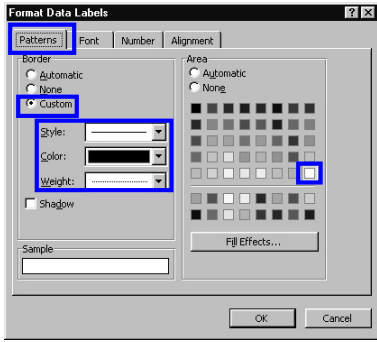 Format Data Labels
Patterns Font Number Alignment
Border
Automatic
None
Custom
Style:
Color:
Weight:
Shadow
Sample
Area
Automatic
None
Fill Effects...
OK Cancel